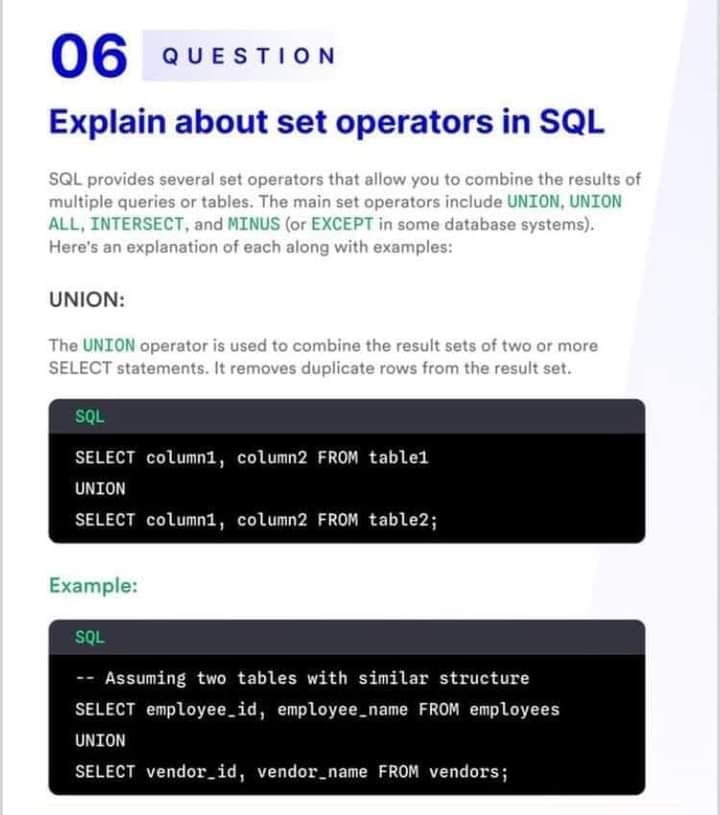 06 QUESTION
Explain about set operators in SQL
SQL provides several set operators that allow you to combine the results of
multiple queries or tables. The main set operators include UNION, UNION
ALL, INTERSECT, and MINUS (or EXCEPT in some database systems).
Here's an explanation of each along with examples:
UNION:
The UNION operator is used to combine the result sets of two or more
SELECT statements. It removes duplicate rows from the result set.
SQL
SELECT column1, column2 FROM table1
UNION
SELECT column1, column2 FROM table2;
Example:
SQL
-- Assuming two tables with similar structure
SELECT employee_id, employee_name FROM employees
UNION
SELECT vendor_id, vendor_name FROM vendors;